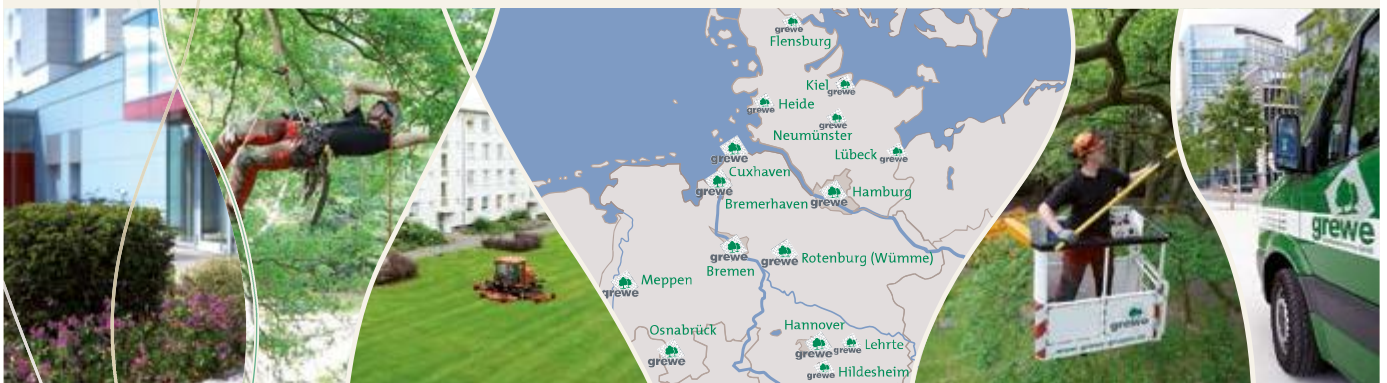 grewe
Flensburg
Kiel
grewe
grewe
Heide
grewe
Neumünster
Lübeck
grewe
grewe
Cuxhaven
grewe
Bremerhaven
grewe
Hamburg
grewe
Bremen
grewe
Rotenburg (Wümme)
grewe
Meppen
Osnabrück
grewe
Hannover
grewe
grewe
Lehrte
grewe
Hildesheim
grewe
grewe